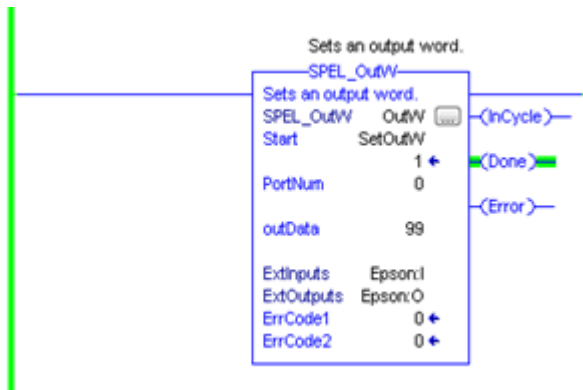 Sets an output word.
SPEL_OutW
Sets an output word.
SPEL_OutW OutW ... (InCycle)
Start SetOutW
1 (Done)
PortNum 0
(Error)
outData 99
ExtInputs Epson:I
ExtOutputs Epson:O
ErrCode1 0
ErrCode2 0